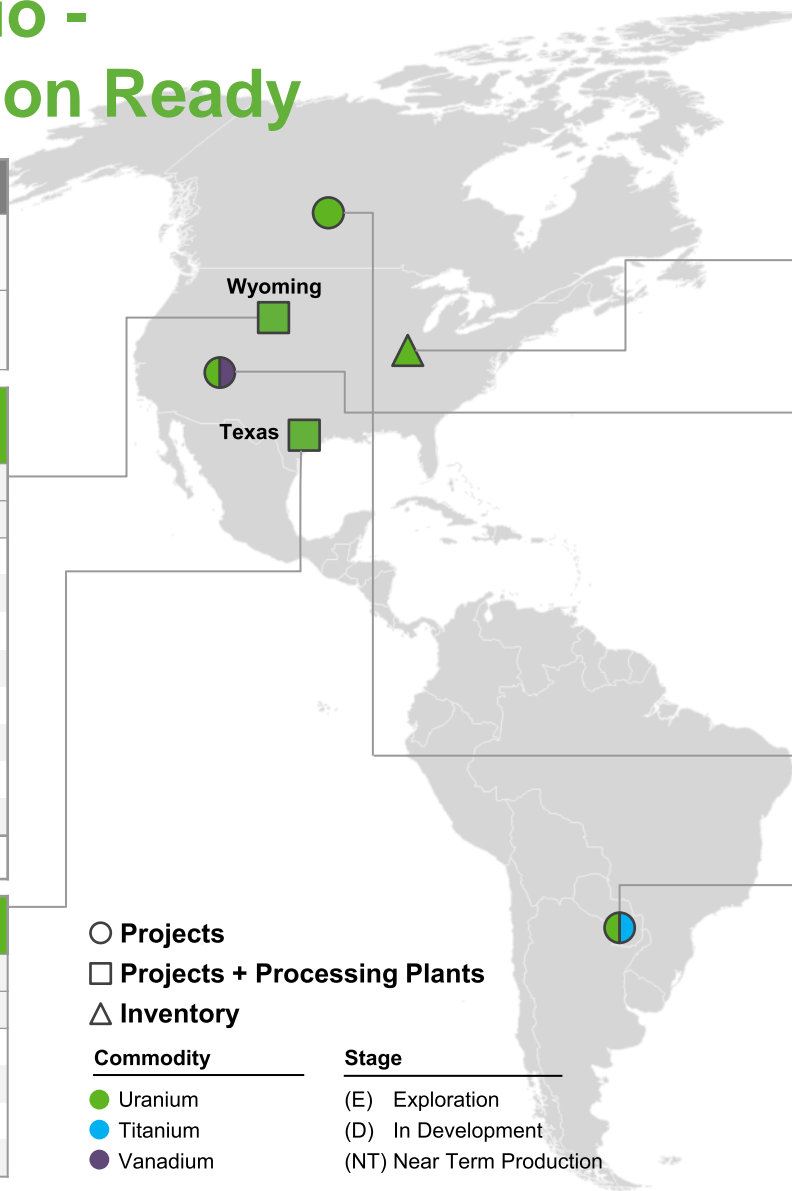 on Ready
Wyoming
Texas
Projects
Projects + Processing Plants
Inventory
Commodity
Stage
Uranium
(E) Exploration
Titanium
(D) In Development
Vanadium
(NT) Near Term Production